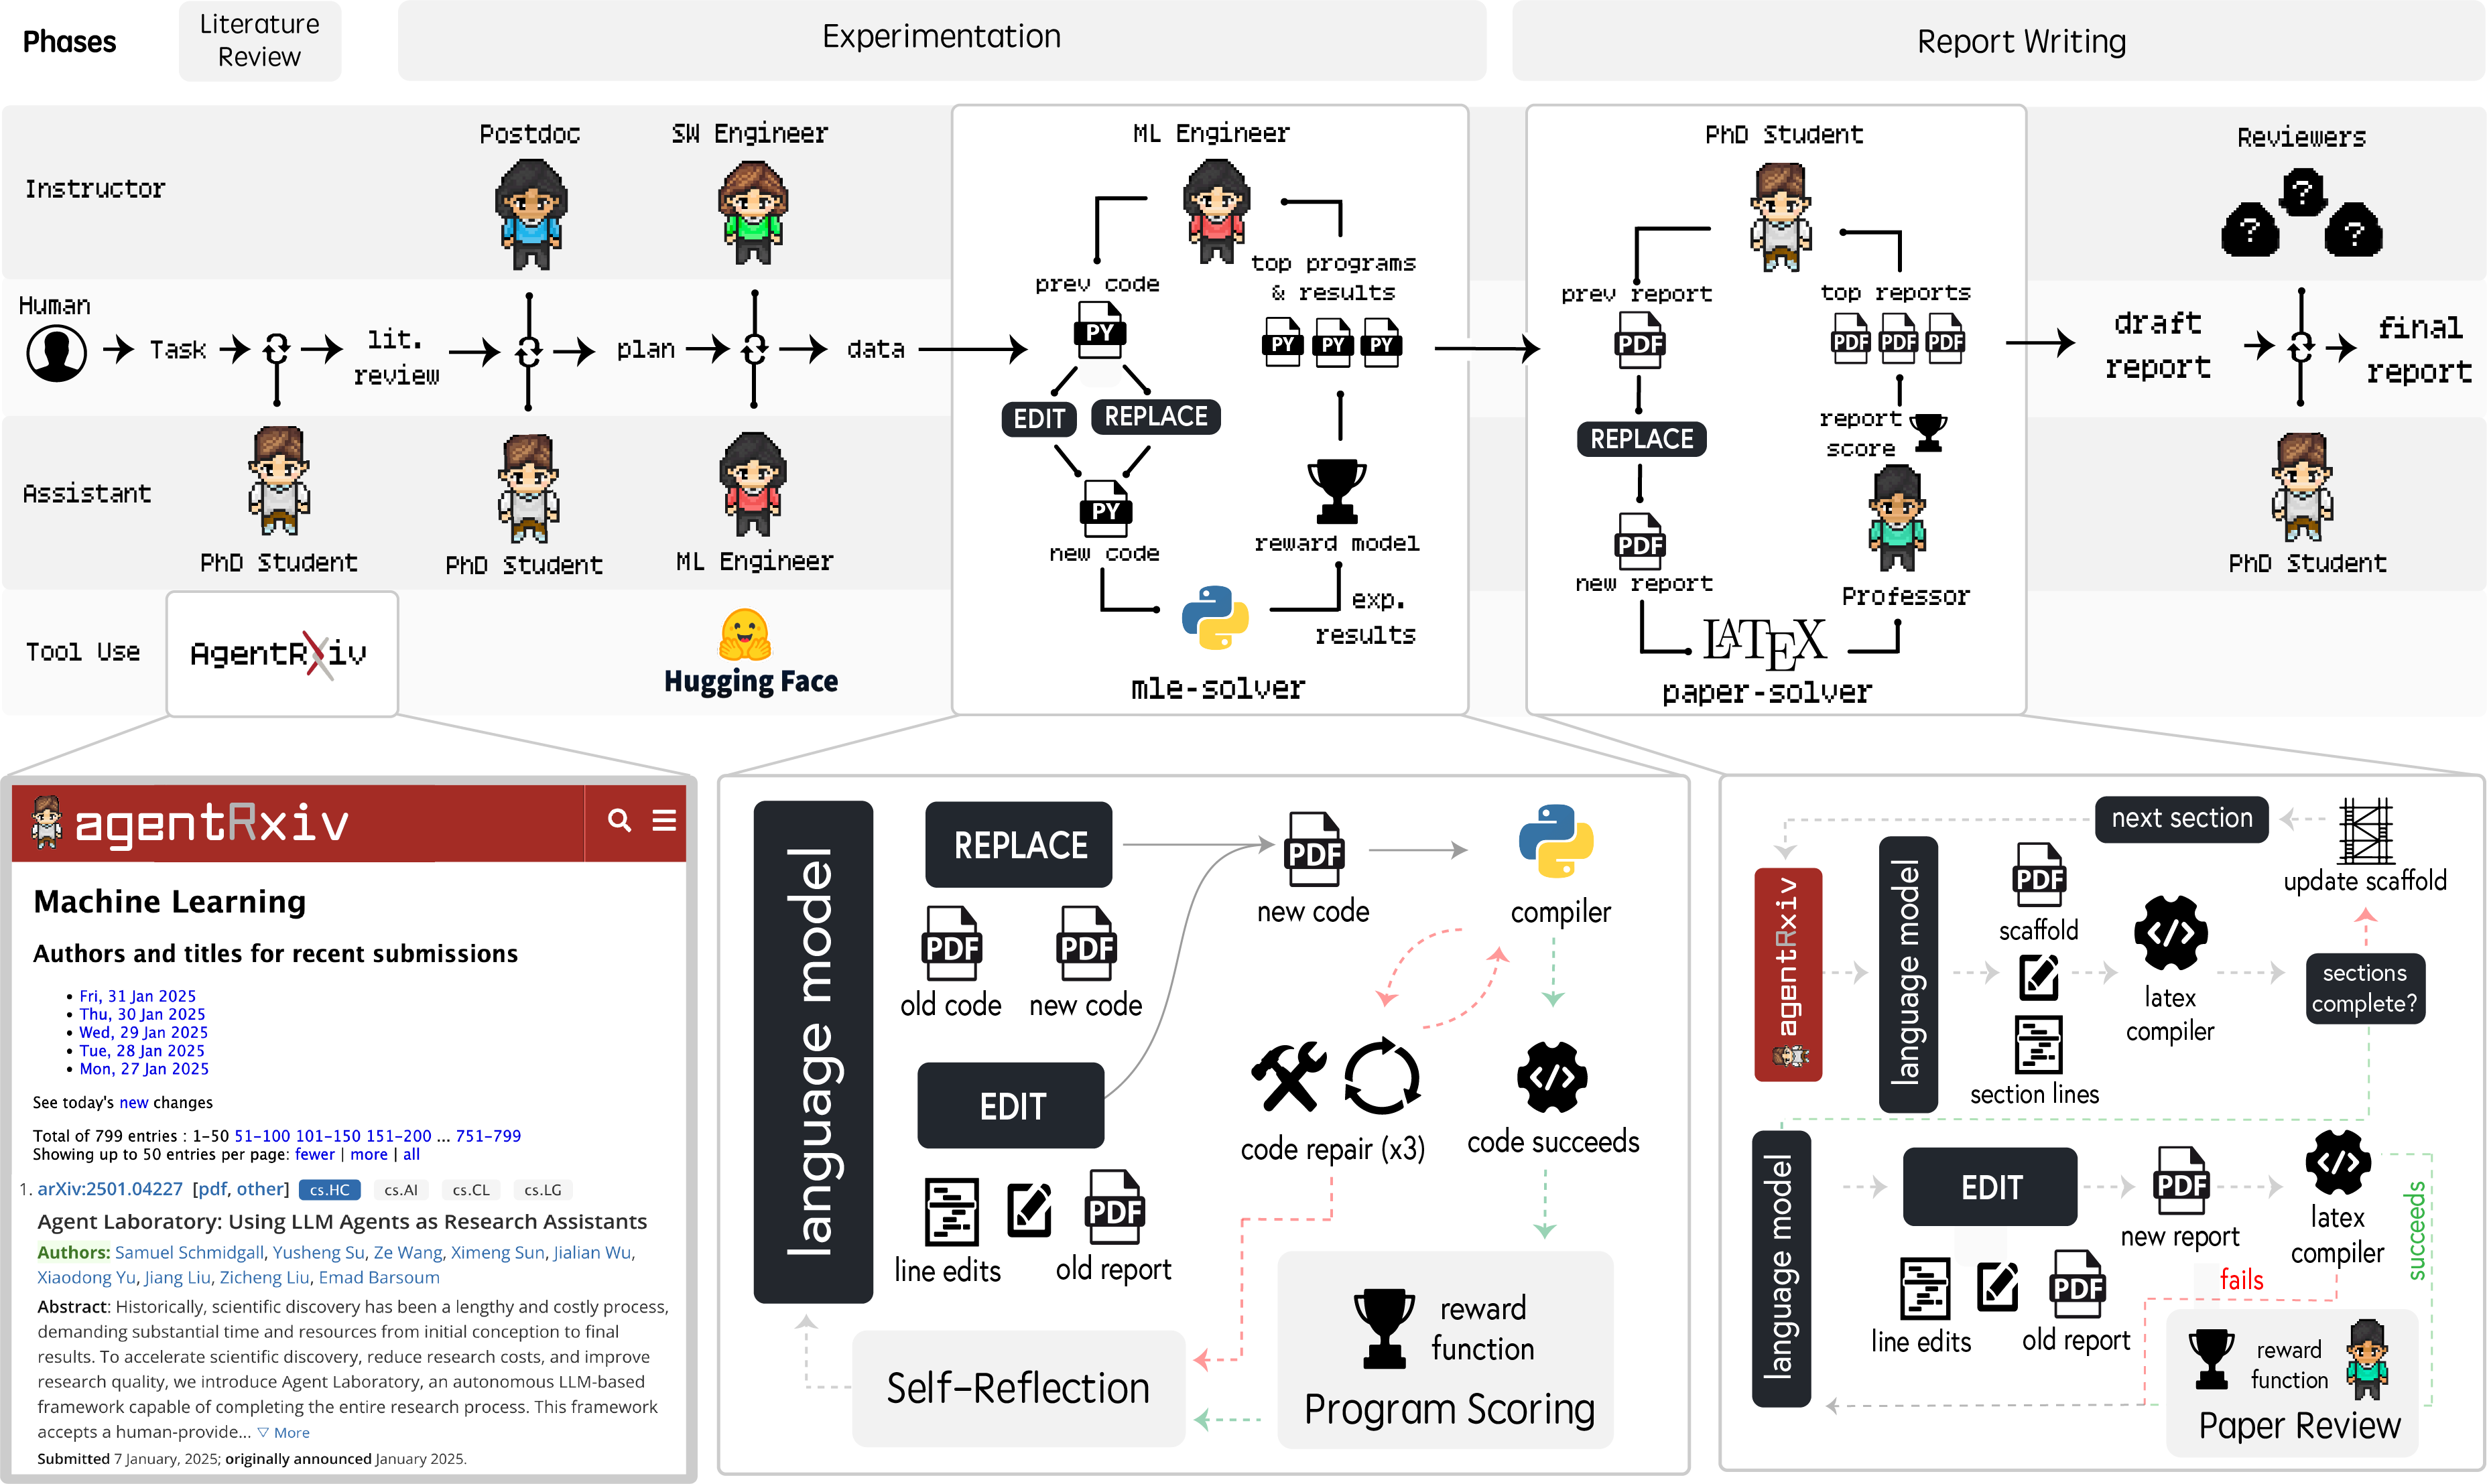 Phases
Literature
Review
Experimentation
Report Writing
Instructor
Postdoc
SW Engineer
ML Engineer
PhD Student
Reviewers
? ? ?
Human
Task
lit.
review
plan
data
prev code
PY
EDIT
REPLACE
PY
new code
top programs
& results
PY PY PY
reward model
exp.
results
mle-solver
prev report
PDF
REPLACE
PDF
new report
top reports
PDF PDF PDF
report
score
Professor
LATEX
paper-solver
draft
report
final
report
Assistant
PhD Student
PhD Student
ML Engineer
PhD Student
Tool Use
AgentRXiv
Hugging Face
agentRxiv
Machine Learning
Authors and titles for recent submissions
• Fri, 31 Jan 2025
• Thu, 30 Jan 2025
• Wed, 29 Jan 2025
• Tue, 28 Jan 2025
• Mon, 27 Jan 2025
See today's new changes
Total of 799 entries : 1-50 51-100 101-150 151-200 ... 751-799
Showing up to 50 entries per page: fewer | more | all
1. arXiv:2501.04227 [pdf, other] cs.HC cs.AI cs.CL cs.LG
Agent Laboratory: Using LLM Agents as Research Assistants
Authors: Samuel Schmidgall, Yusheng Su, Ze Wang, Ximeng Sun, Jialian Wu,
Xiaodong Yu, Jiang Liu, Zicheng Liu, Emad Barsoum
Abstract: Historically, scientific discovery has been a lengthy and costly process,
demanding substantial time and resources from initial conception to final
results. To accelerate scientific discovery, reduce research costs, and improve
research quality, we introduce Agent Laboratory, an autonomous LLM-based
framework capable of completing the entire research process. This framework
accepts a human-provide... ▽ More
Submitted 7 January, 2025; originally announced January 2025.
language model
REPLACE
PDF
old code
PDF
new code
EDIT
line edits
PDF
old report
PDF
new code
compiler
code repair (x3)
</>
code succeeds
reward
function
Program Scoring
Self-Reflection
next section
update scaffold
agentRxiv
language model
PDF
scaffold
section lines
</>
latex
compiler
sections
complete?
language model
EDIT
line edits
PDF
old report
PDF
new report
</>
latex
compiler
succeeds
fails
reward
function
Paper Review